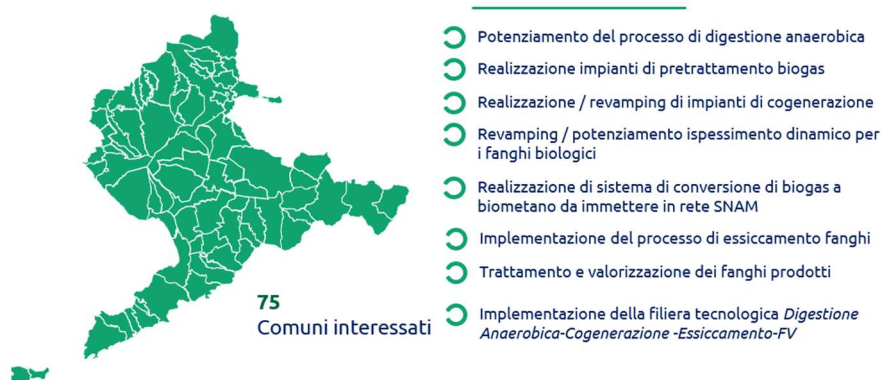 Potenziamento del processo di digestione anaerobica
Realizzazione impianti di pretrattamento biogas
Realizzazione / revamping di impianti di cogenerazione
Revamping / potenziamento ispessimento dinamico per
i fanghi biologici
Realizzazione di sistema di conversione di biogas a
biometano da immettere in rete SNAM
Implementazione del processo di essiccamento fanghi
Trattamento e valorizzazione dei fanghi prodotti
Implementazione della filiera tecnologica Digestione
Anaerobica-Cogenerazione -Essiccamento-FV
75
Comuni interessati